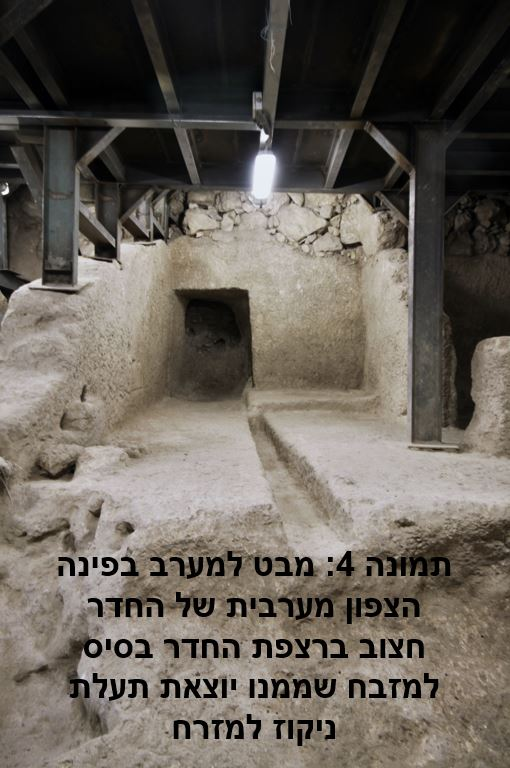 תמונה 4: מבט למערב בפינה
הצפון מערבית של החדר
חצוב ברצפת החדר בסיס
למזבח שממנו יוצאת תעלת
ניקוז למזרח